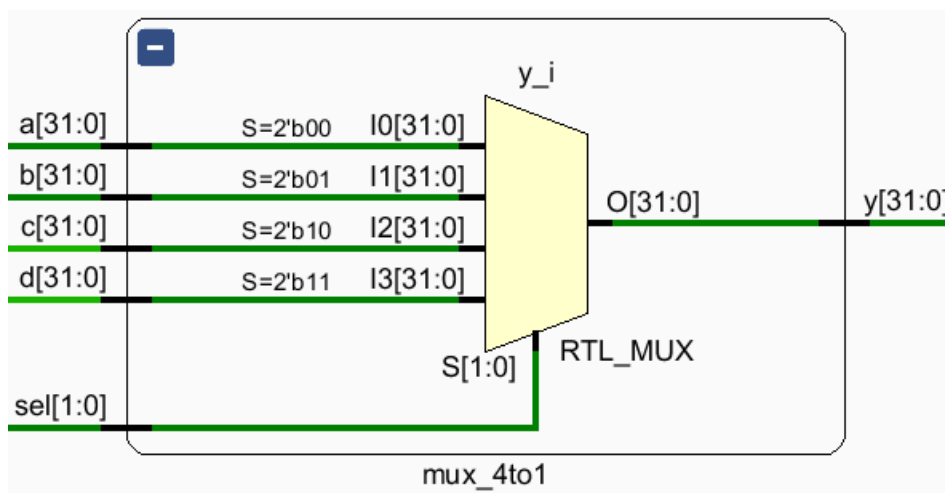 y_i
a[31:0] S=2'b00 I0[31:0]
b[31:0] S=2'b01 I1[31:0]
O[31:0] y[31:0]
c[31:0] S=2'b10 I2[31:0]
d[31:0] S=2'b11 I3[31:0]
RTL_MUX
S[1:0]
sel[1:0]
mux_4to1